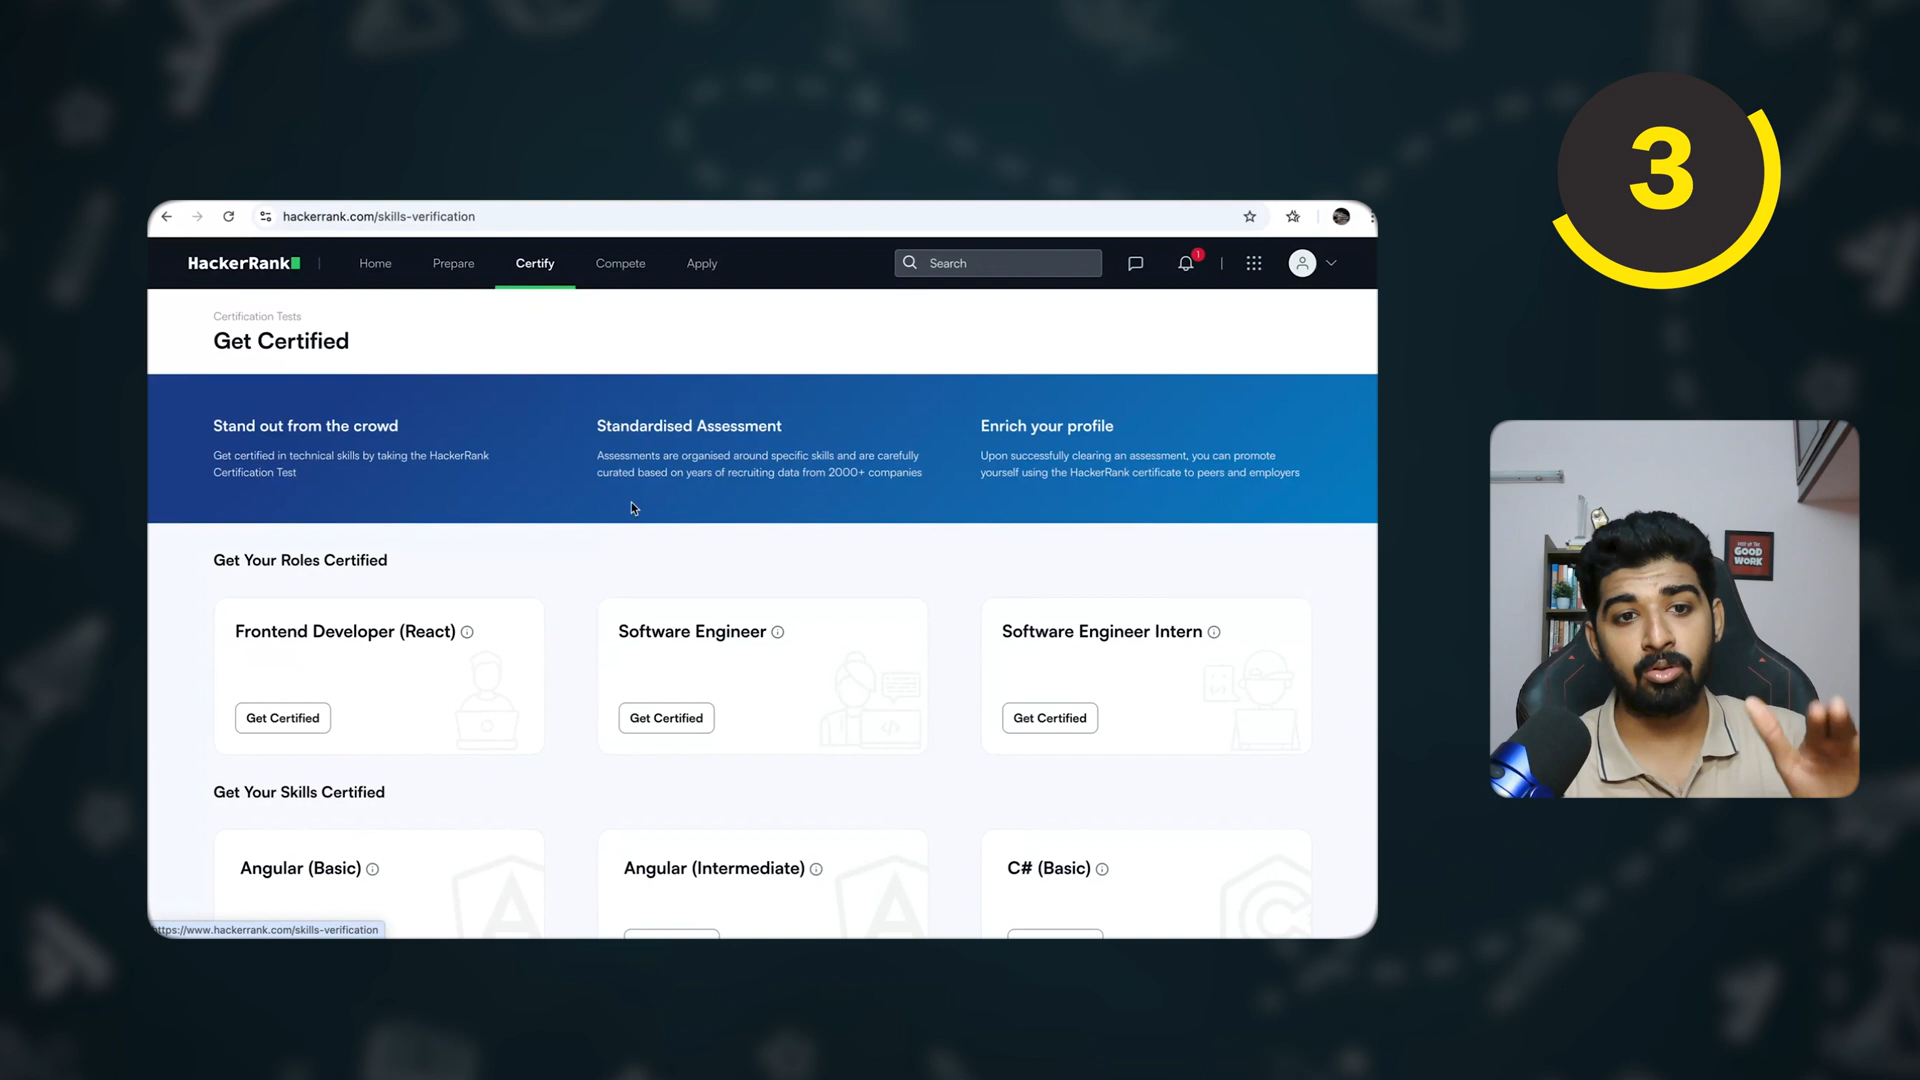 3
hackerrank.com/skills-verification
HackerRank
Home
Prepare
Certify
Compete
Apply
Search
1
Certification Tests
Get Certified
Stand out from the crowd
Get certified in technical skills by taking the HackerRank
Certification Test
Standardised Assessment
Assessments are organised around specific skills and are carefully
curated based on years of recruiting data from 2000+ companies
Enrich your profile
Upon successfully clearing an assessment, you can promote
yourself using the HackerRank certificate to peers and employers
Get Your Roles Certified
Frontend Developer (React)
Get Certified
Software Engineer
Get Certified
Software Engineer Intern
Get Certified
Get Your Skills Certified
Angular (Basic)
Angular (Intermediate)
C# (Basic)
https://www.hackerrank.com/skills-verification
GOOD
WORK